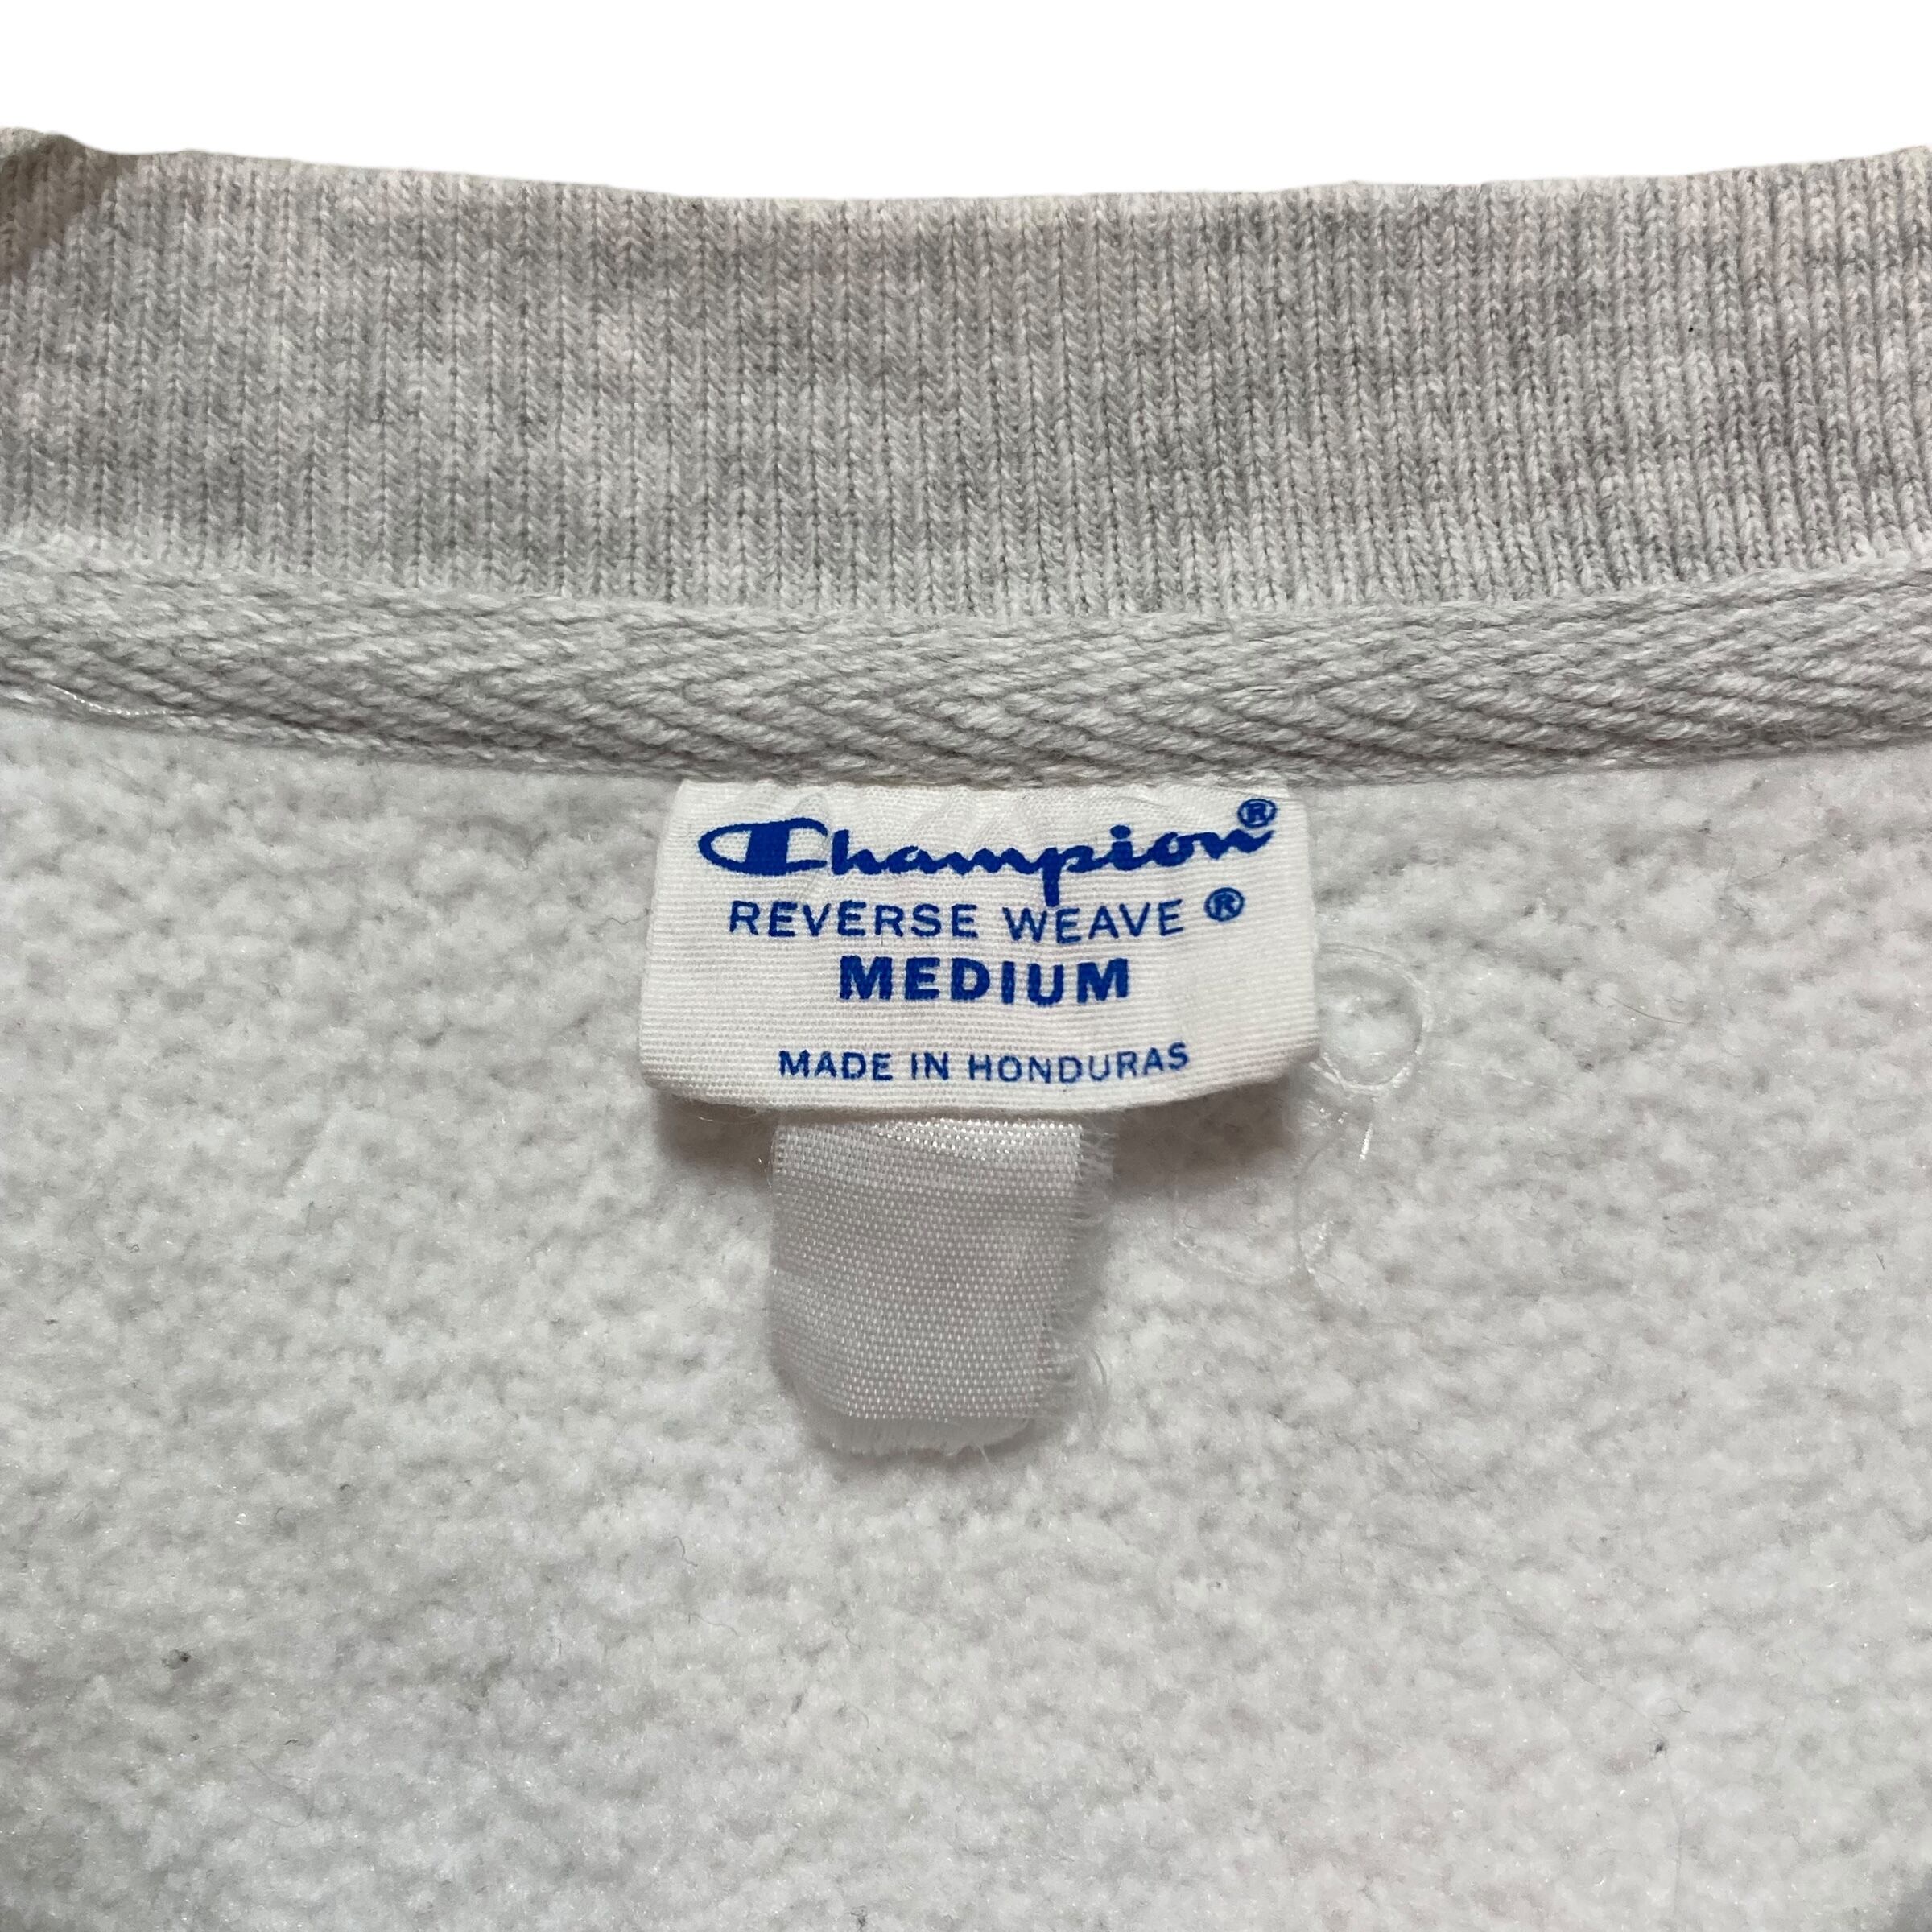 Champion®
REVERSE WEAVE®
MEDIUM
MADE IN HONDURAS